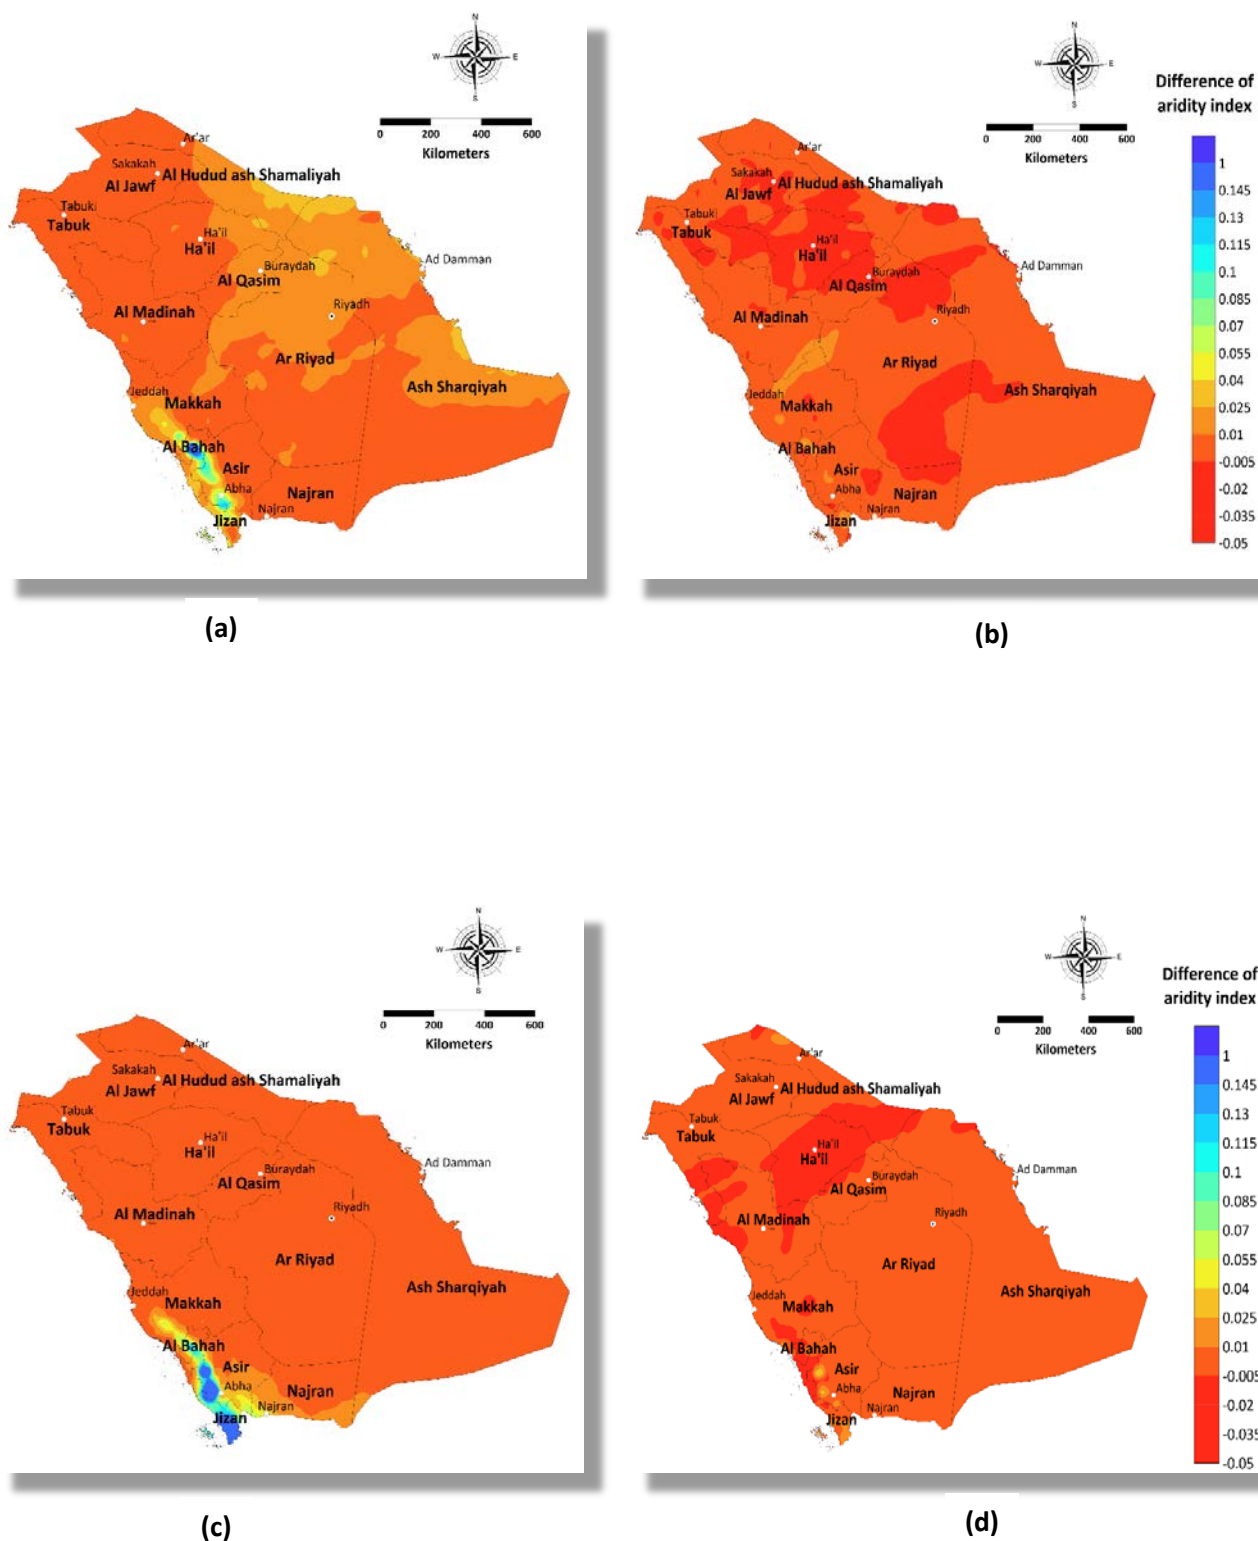 N
W E
S
0 200 400 600
Kilometers
Ar'ar
Sakakah
Al Jawf
Al Hudud ash Shamaliyah
Tabuki
Tabuk
Ha'il
Ha'il
Buraydah
Al Qasim
Ad Damman
Al Madinah
Riyadh
Ar Riyad
Ash Sharqiyah
Jeddah
Makkah
Al Bahah
Asir
Abha
Najran
Najran
Jizan
(a)
N
W E
S
0 200 400 600
Kilometers
Difference of
aridity index
1
0.145
0.13
0.115
0.1
0.085
0.07
0.055
0.04
0.025
0.01
-0.005
-0.02
-0.035
-0.05
Ar'ar
Sakakah
Al Jawf
Al Hudud ash Shamaliyah
Tabuki
Tabuk
Ha'il
Ha'il
Buraydah
Al Qasim
Ad Damman
Al Madinah
Riyadh
Ar Riyad
Ash Sharqiyah
Jeddah
Makkah
Al Bahah
Asir
Abha
Najran
Najran
Jizan
(b)
N
W E
S
0 200 400 600
Kilometers
Ar'ar
Sakakah
Al Jawf
Al Hudud ash Shamaliyah
Tabuk
Tabuk
Ha'il
Ha'il
Buraydah
Al Qasim
Ad Damman
Al Madinah
Riyadh
Ar Riyad
Ash Sharqiyah
Jeddah
Makkah
Al Bahah
Asir
Abha
Najran
Najran
Jizan
(c)
N
W E
S
0 200 400 600
Kilometers
Difference of
aridity index
1
0.145
0.13
0.115
0.1
0.085
0.07
0.055
0.04
0.025
0.01
-0.005
-0.02
-0.035
-0.05
Ar'ar
Sakakah
Al Jawf
Al Hudud ash Shamaliyah
Tabuk
Tabuk
Ha'il
Ha'il
Buraydah
Al Qasim
Ad Damman
Al Madinah
Riyadh
Ar Riyad
Ash Sharqiyah
Jeddah
Makkah
Al Bahah
Asir
Abha
Najran
Najran
Jizan
(d)